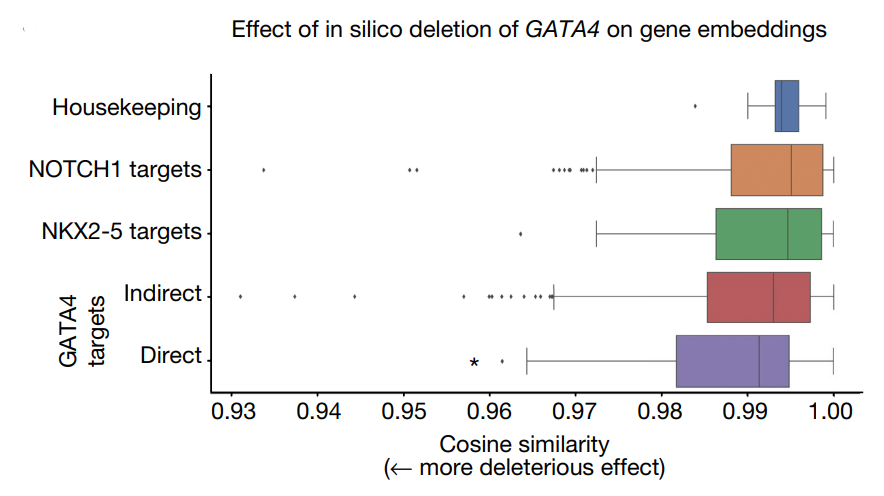 Effect of in silico deletion of GATA4 on gene embeddings
Housekeeping
NOTCH1 targets
NKX2-5 targets
GATA4
targets
Indirect
Direct
*
0.93 0.94 0.95 0.96 0.97 0.98 0.99 1.00
Cosine similarity
(← more deleterious effect)